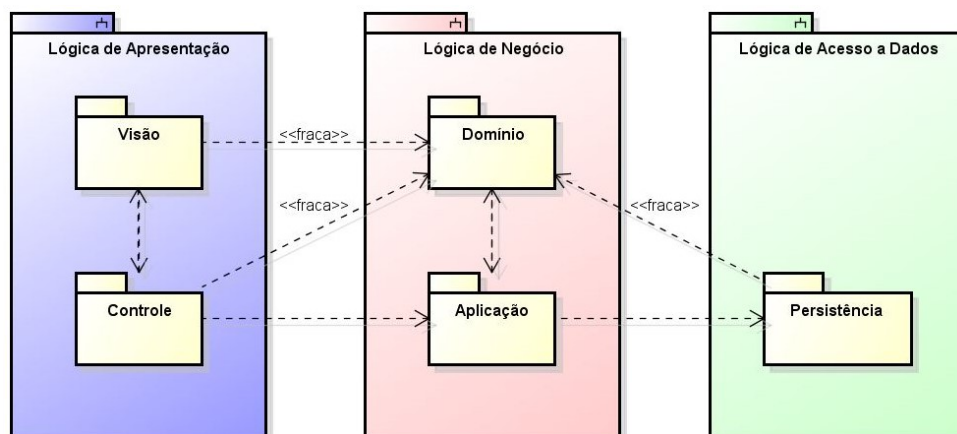 Lógica de Apresentação
Lógica de Negócio
Lógica de Acesso a Dados
Visão
<<fraca>>
Domínio
<<fraca>>
<<fraca>>
Controle
Aplicação
Persistência